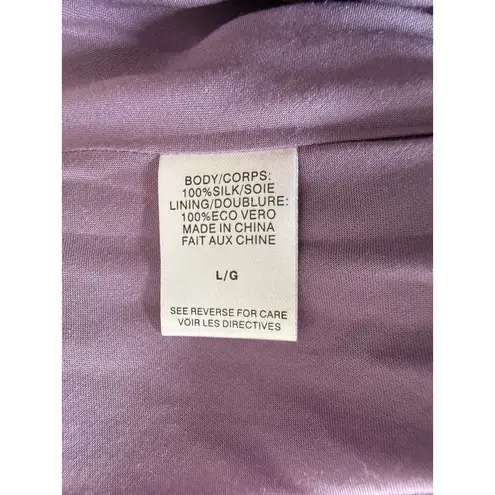 BODY/CORPS:
100%SILK/SOIE
LINING/DOUBLURE:
100%ECO VERO
MADE IN CHINA
FAIT AUX CHINE
L/G
SEE REVERSE FOR CARE
VOIR LES DIRECTIVES